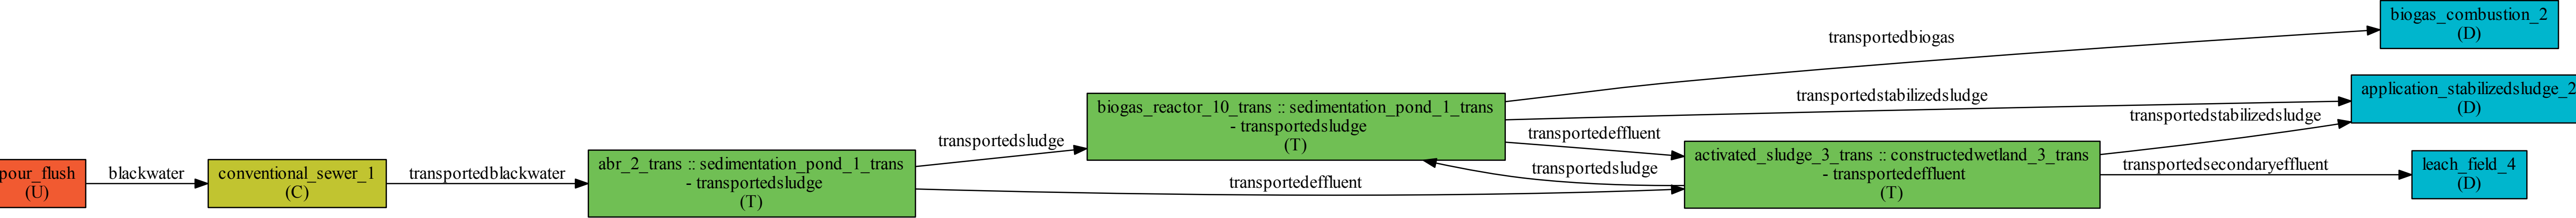 pour_flush
(U)
blackwater
conventional_sewer_1
(C)
transportedblackwater
abr_2_trans :: sedimentation_pond_1_trans
- transportedsludge
(T)
transportedsludge
transportedeffluent
biogas_reactor_10_trans :: sedimentation_pond_1_trans
- transportedsludge
(T)
transportedbiogas
transportedstabilizedsludge
transportedeffluent
transportedsludge
activated_sludge_3_trans :: constructedwetland_3_trans
- transportedeffluent
(T)
transportedstabilizedsludge
transportedsecondaryeffluent
biogas_combustion_2
(D)
application_stabilizedsludge_2
(D)
leach_field_4
(D)